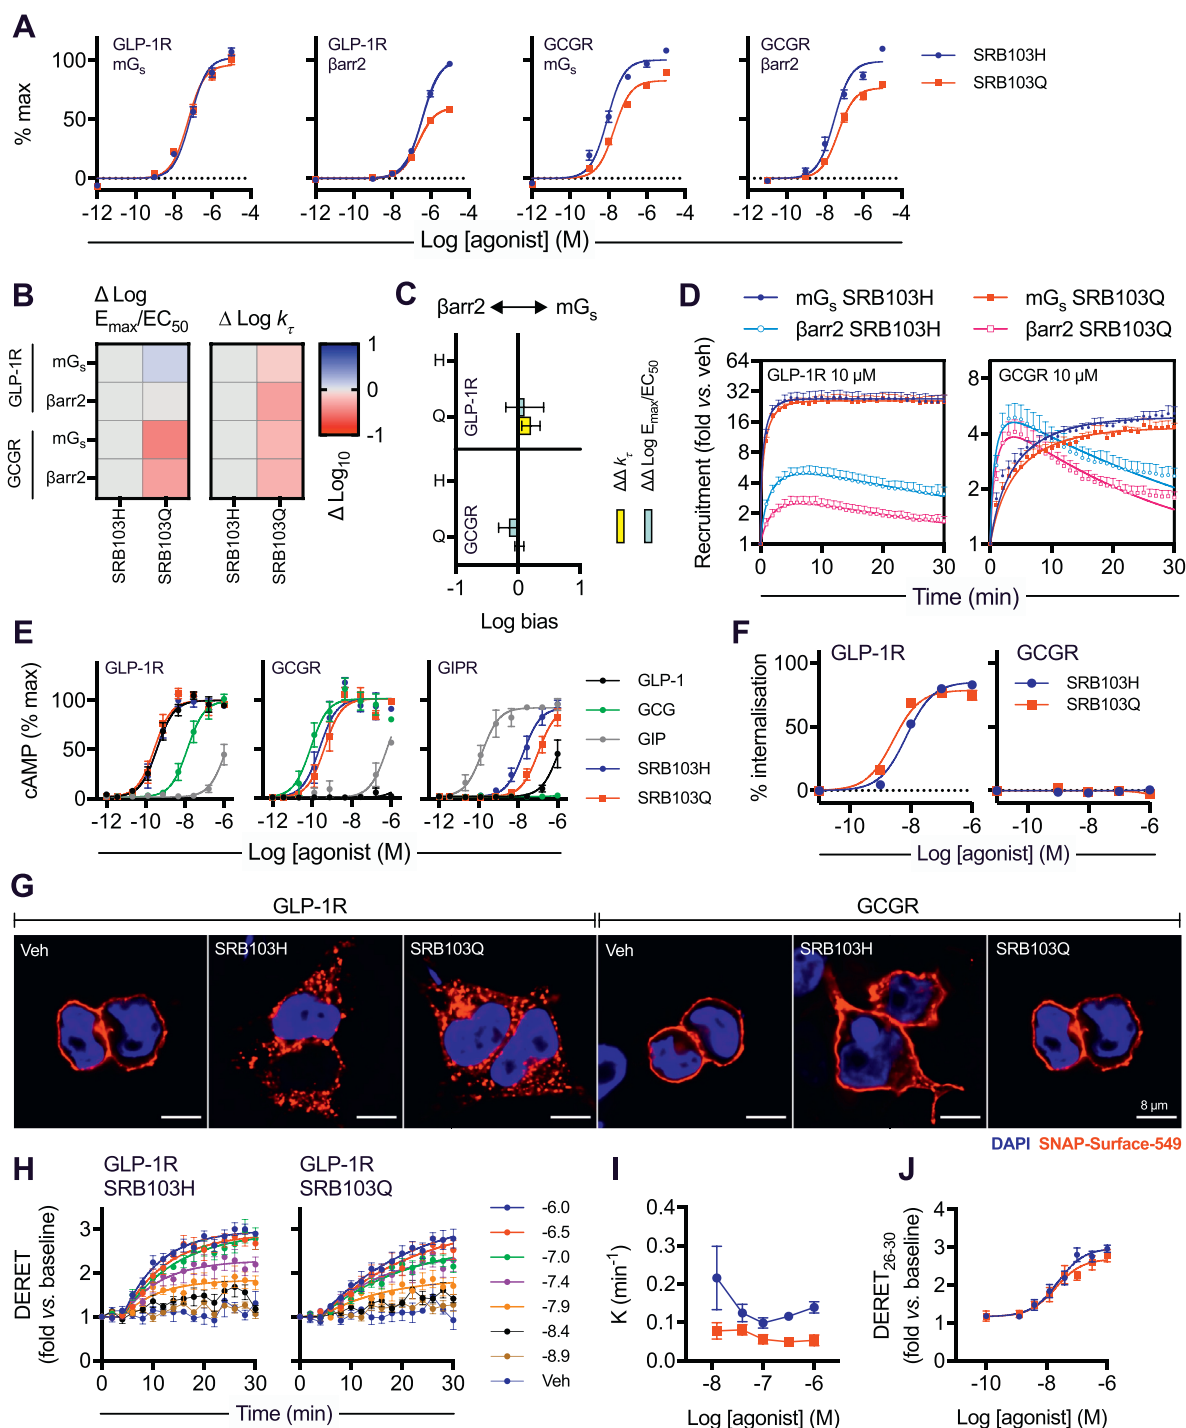 A
GLP-1R
mGs
GLP-1R
βarr2
GCGR
mGs
GCGR
βarr2
SRB103H
SRB103Q
% max
100
50
0
-12 -10 -8 -6 -4
-12 -10 -8 -6 -4
-12 -10 -8 -6 -4
-12 -10 -8 -6 -4
Log [agonist] (M)
B
Δ Log
Emax/EC50
Δ Log kτ
GLP-1R
GCGR
mGs
βarr2
mGs
βarr2
SRB103H
SRB103Q
SRB103H
SRB103Q
1
0
-1
Δ Log10
C
βarr2
mGs
H
Q
H
Q
GLP-1R
GCGR
-1 0 1
Log bias
ΔΔ kτ
ΔΔ Log Emax/EC50
D
mGs SRB103H
mGs SRB103Q
βarr2 SRB103H
βarr2 SRB103Q
Recruitment (fold vs. veh)
GLP-1R 10 µM
64
32
16
8
4
2
1
0 10 20 30
GCGR 10 µM
8
4
2
1
0 10 20 30
Time (min)
E
GLP-1R
GCGR
GIPR
cAMP (% max)
100
50
0
-12 -10 -8 -6
-12 -10 -8 -6
-12 -10 -8 -6
Log [agonist (M)
GLP-1
GCG
GIP
SRB103H
SRB103Q
F
GLP-1R
GCGR
SRB103H
SRB103Q
% internalisation
100
50
0
-10 -8 -6
-10 -8 -6
Log [agonist] (M)
G
GLP-1R
GCGR
Veh
SRB103H
SRB103Q
Veh
SRB103H
SRB103Q
8 µm
DAPI SNAP-Surface-549
H
GLP-1R
SRB103H
GLP-1R
SRB103Q
DERET
(fold vs. baseline)
3
2
1
0
0 10 20 30
0 10 20 30
Time (min)
-6.0
-6.5
-7.0
-7.4
-7.9
-8.4
-8.9
Veh
I
K (min-1)
0.4
0.3
0.2
0.1
0.0
-8 -7 -6
Log [agonist] (M)
J
DERET26-30
(fold vs. baseline)
4
3
2
1
0
-10 -8 -6
Log [agonist] (M)